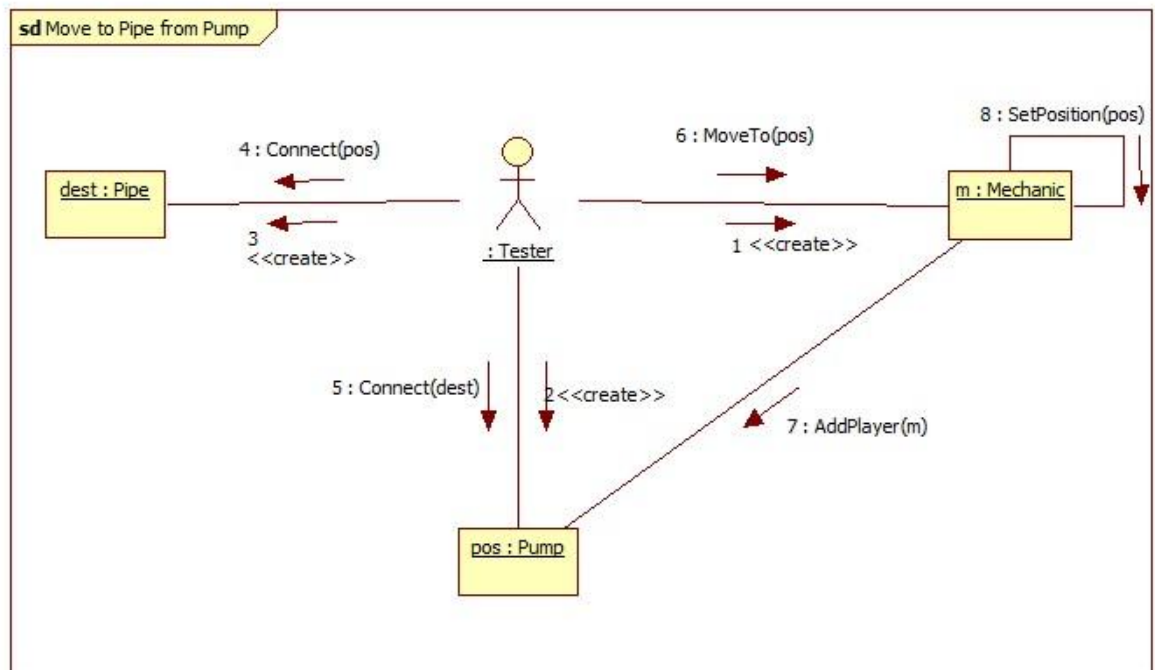 sd Move to Pipe from Pump
8 : SetPosition(pos)
4 : Connect(pos)
6 : MoveTo(pos)
dest : Pipe
m : Mechanic
3
<<create>>
: Tester
1 <<create>>
5 : Connect(dest)
2<<create>>
7 : AddPlayer(m)
pos : Pump